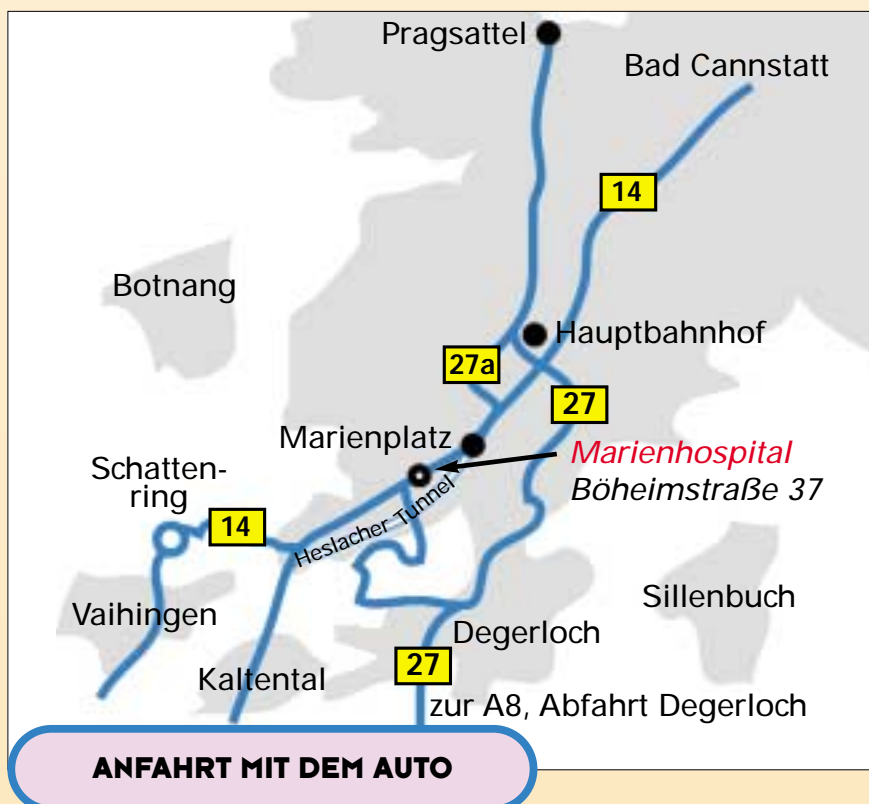 Pragsattel
Bad Cannstatt
14
Botnang
Hauptbahnhof
27a
27
Marienplatz
Marienhospital
Böheimstraße 37
Schatten-
ring
14
Heslacher Tunnel
Vaihingen
Sillenbuch
Degerloch
Kaltental
27
zur A8, Abfahrt Degerloch
ANFAHRT MIT DEM AUTO